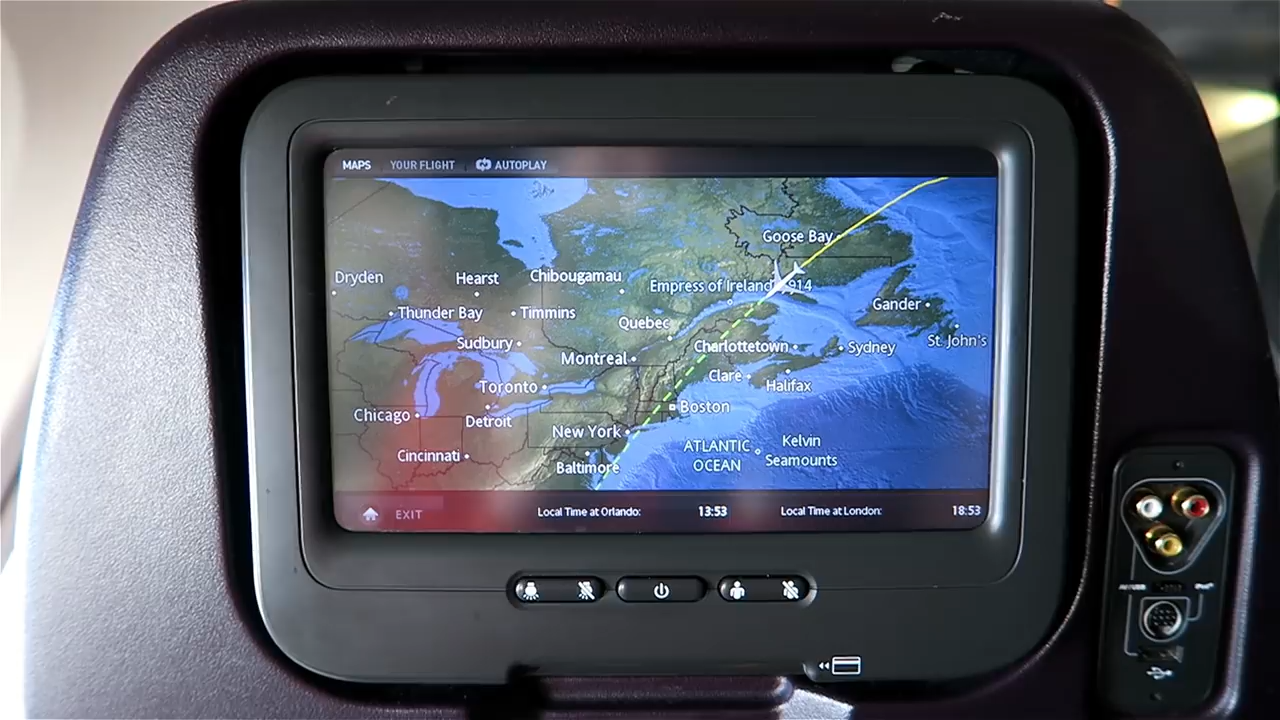 MAPS YOUR FLIGHT AUTOPLAY
Goose Bay
Dryden
Hearst
Chibougamau
Empress of Ireland 1914
Gander
Thunder Bay
Timmins
Quebec
St. John's
Sudbury
Montreal
Charlottetown
Sydney
Toronto
Clare
Halifax
Chicago
Detroit
Boston
New York
Cincinnati
Baltimore
ATLANTIC
OCEAN
Kelvin
Seamounts
EXIT Local Time at Orlando: 13:53 Local Time at London: 18:53